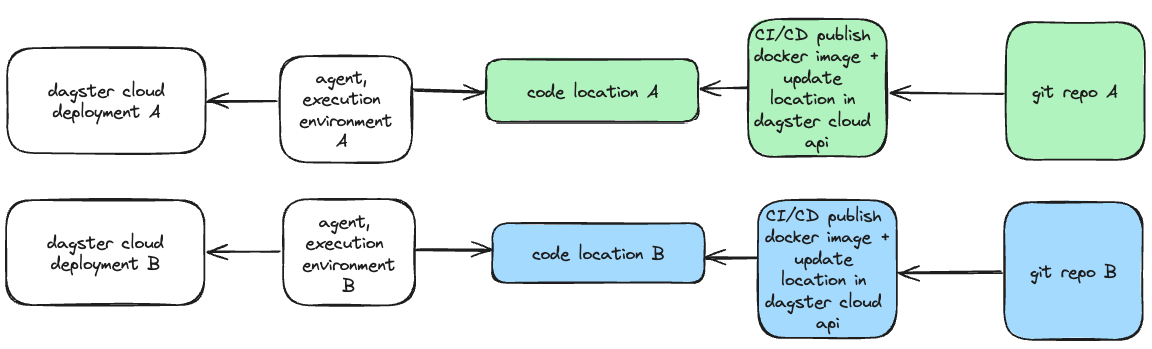 dagster cloud
deployment A
agent,
execution
environment
A
code location A
CI/CD publish
docker image +
update
location in
dagster cloud
api
git repo A
dagster cloud
deployment B
agent,
execution
environment
B
code location B
CI/CD publish
docker image +
update
location in
dagster cloud
api
git repo B